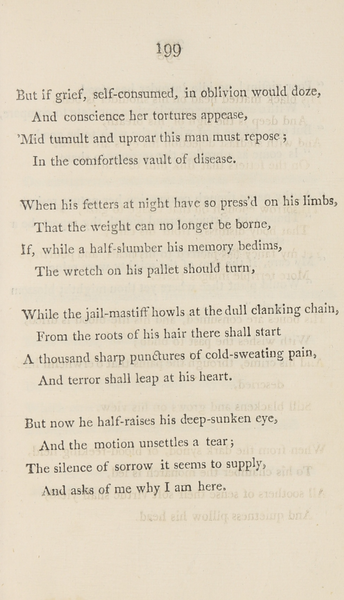 199
But if grief, self-consumed, in oblivion would doze,
And conscience her tortures appease,
'Mid tumult and uproar this man must repose;
In the comfortless vault of disease.
When his fetters at night have so press'd on his limbs,
That the weight can no longer be borne,
If, while a half-slumber his memory bedims,
The wretch on his pallet should turn,
While the jail-mastiff howls at the dull clanking chain,
From the roots of his hair there shall start
A thousand sharp punctures of cold-sweating pain,
And terror shall leap at his heart.
But now he half-raises his deep-sunken eye,
And the motion unsettles a tear;
The silence of sorrow it seems to supply,
And asks of me why I am here.